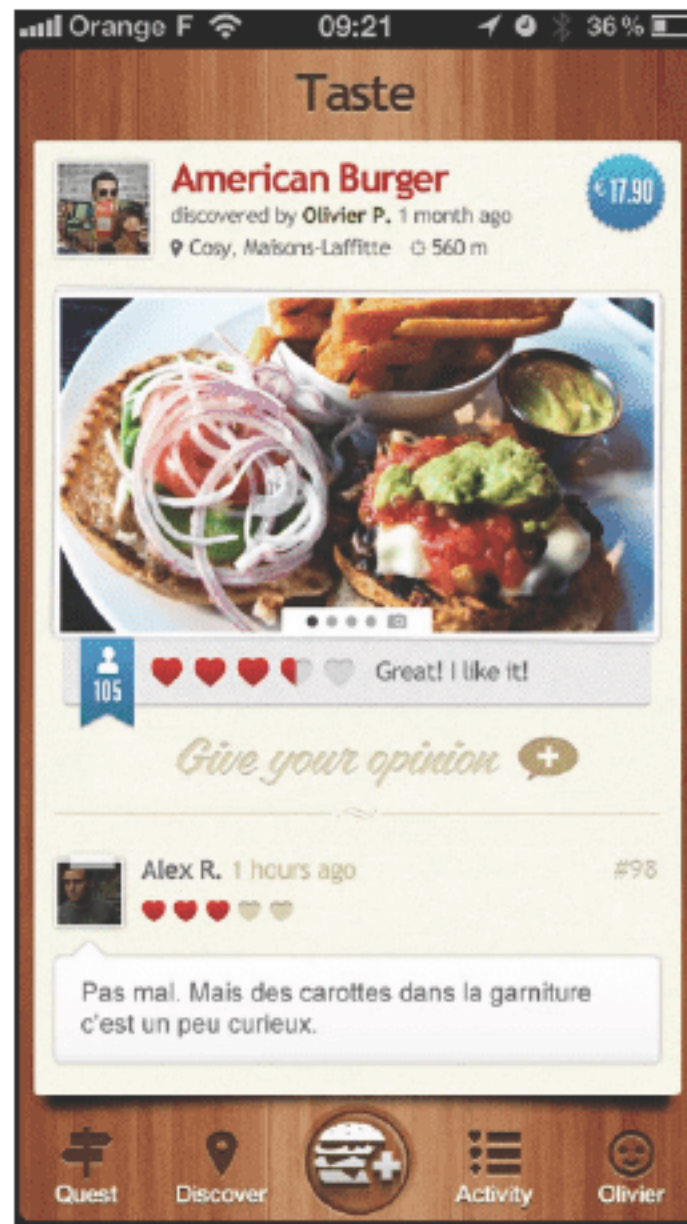 Orange F 09:21 36 %
Taste
American Burger
€ 17.90
discovered by Olivier P. 1 month ago
Cosy, Maisons-Laffitte 560 m
105
Great! I like it!
Give your opinion +
Alex R. 1 hours ago
#98
Pas mal. Mais des carottes dans la garniture
c'est un peu curieux.
Quest Discover Activity Olivier